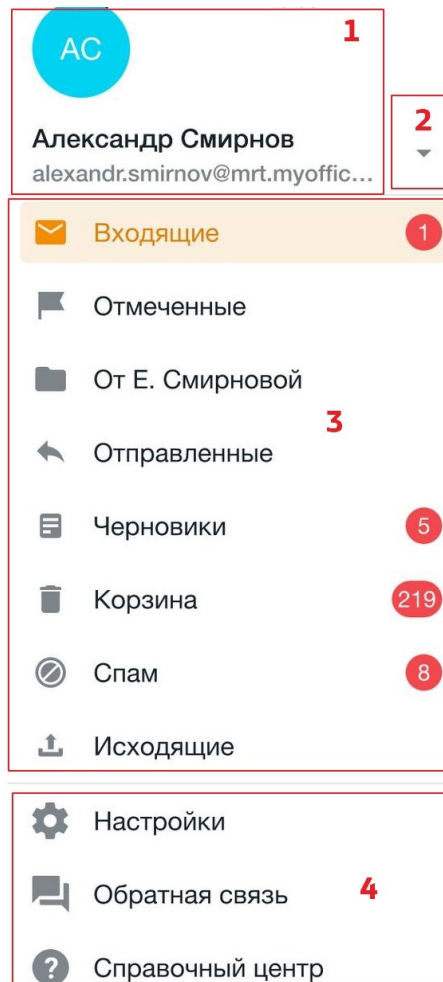 1
АС
2
Александр Смирнов
alexandr.smirnov@mrt.myoffic...
Входящие 1
Отмеченные
От Е. Смирновой
3
Отправленные
Черновики 5
Корзина 219
Спам 8
Исходящие
Настройки
Обратная связь 4
? Справочный центр